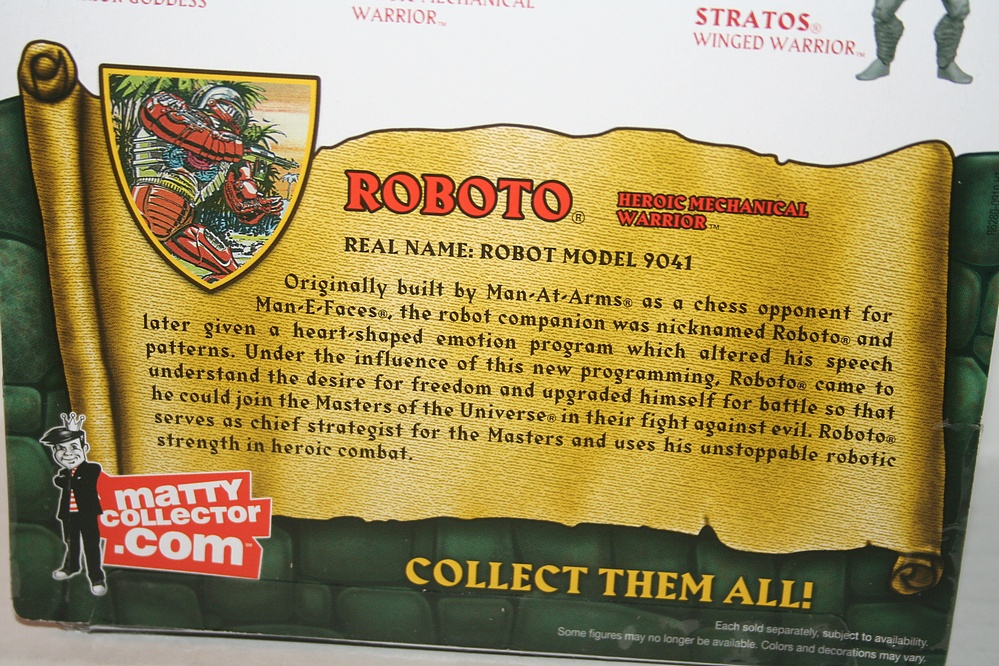 GODDESS
MECHANICAL
WARRIOR™
STRATOS®
WINGED WARRIOR™
ROBOTO®
HEROIC MECHANICAL
WARRIOR™
REAL NAME: ROBOT MODEL 9041
Originally built by Man-At-Arms® as a chess opponent for
Man-E-Faces®, the robot companion was nicknamed Roboto® and
later given a heart-shaped emotion program which altered his speech
patterns. Under the influence of this new programming, Roboto® came to
understand the desire for freedom and upgraded himself for battle so that
he could join the Masters of the Universe® in their fight against evil. Roboto®
serves as chief strategist for the Masters and uses his unstoppable robotic
strength in heroic combat.
maTTY
COLLECTOR
.com™
COLLECT THEM ALL!
Each sold separately, subject to availability.
Some figures may no longer be available. Colors and decorations may vary.